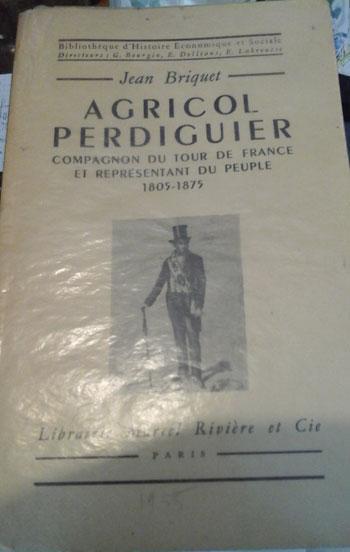 Bibliothèque d'Histoire Economique et Sociale
Directeurs : G. Bourgin, E. Dolléans, E. Labrousse
Jean Briquet
AGRICOL
PERDIGUIER
COMPAGNON DU TOUR DE FRANCE
ET REPRÉSENTANT DU PEUPLE
1805-1875
Librairie Marcel Rivière et Cie
PARIS